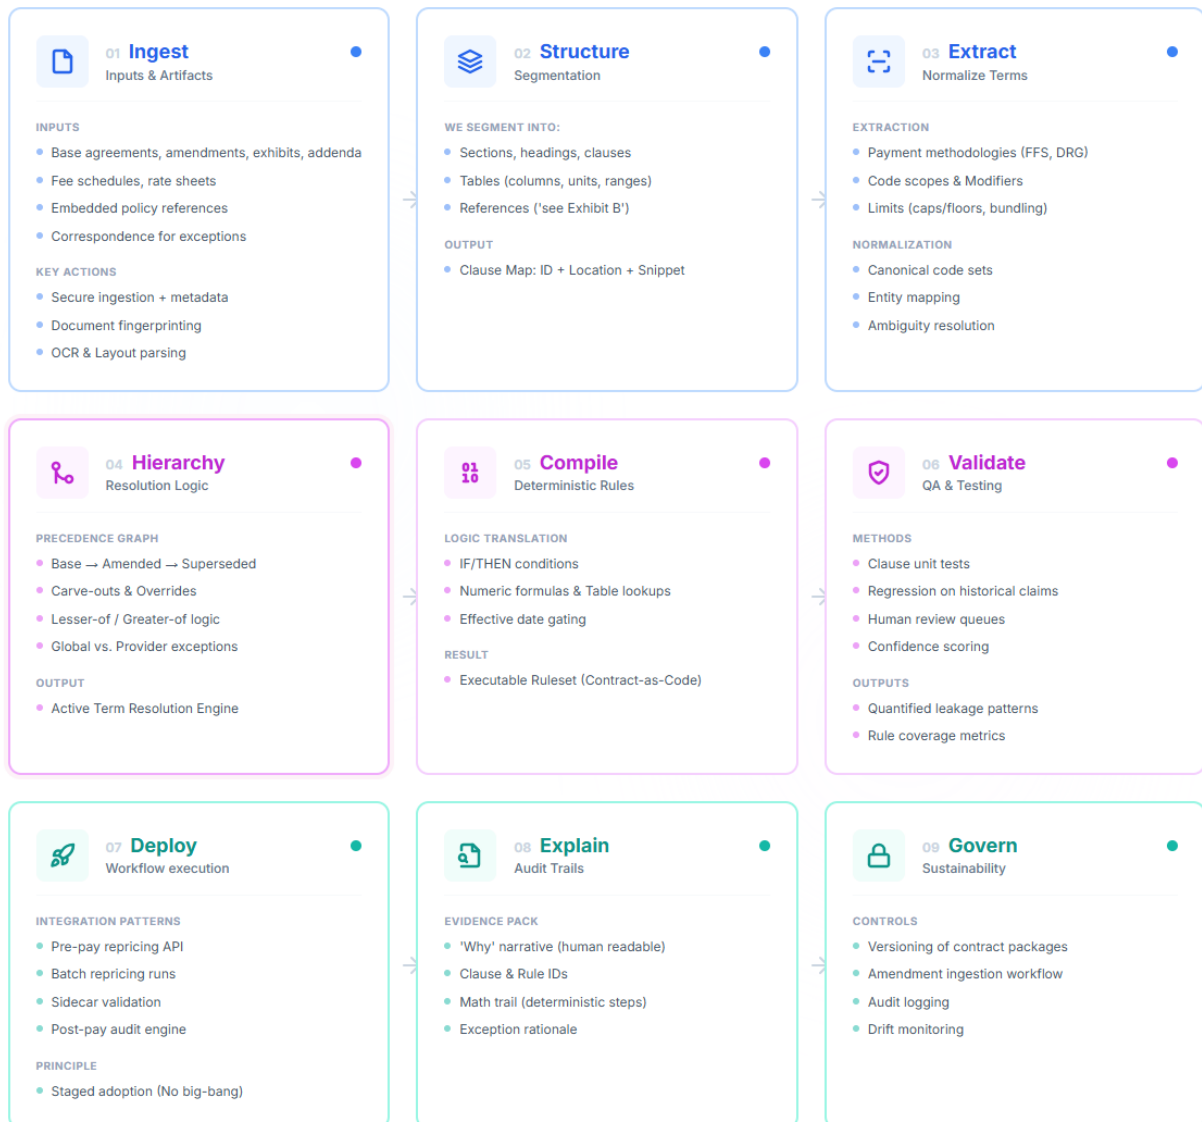 01 Ingest
Inputs & Artifacts
INPUTS
Base agreements, amendments, exhibits, addenda
Fee schedules, rate sheets
Embedded policy references
Correspondence for exceptions
KEY ACTIONS
Secure ingestion + metadata
Document fingerprinting
OCR & Layout parsing
02 Structure
Segmentation
WE SEGMENT INTO:
Sections, headings, clauses
Tables (columns, units, ranges)
References ('see Exhibit B')
OUTPUT
Clause Map: ID + Location + Snippet
03 Extract
Normalize Terms
EXTRACTION
Payment methodologies (FFS, DRG)
Code scopes & Modifiers
Limits (caps/floors, bundling)
NORMALIZATION
Canonical code sets
Entity mapping
Ambiguity resolution
04 Hierarchy
Resolution Logic
PRECEDENCE GRAPH
Base → Amended → Superseded
Carve-outs & Overrides
Lesser-of / Greater-of logic
Global vs. Provider exceptions
OUTPUT
Active Term Resolution Engine
01
10
05 Compile
Deterministic Rules
LOGIC TRANSLATION
IF/THEN conditions
Numeric formulas & Table lookups
Effective date gating
RESULT
Executable Ruleset (Contract-as-Code)
06 Validate
QA & Testing
METHODS
Clause unit tests
Regression on historical claims
Human review queues
Confidence scoring
OUTPUTS
Quantified leakage patterns
Rule coverage metrics
07 Deploy
Workflow execution
INTEGRATION PATTERNS
Pre-pay repricing API
Batch repricing runs
Sidecar validation
Post-pay audit engine
PRINCIPLE
Staged adoption (No big-bang)
08 Explain
Audit Trails
EVIDENCE PACK
'Why' narrative (human readable)
Clause & Rule IDs
Math trail (deterministic steps)
Exception rationale
09 Govern
Sustainability
CONTROLS
Versioning of contract packages
Amendment ingestion workflow
Audit logging
Drift monitoring